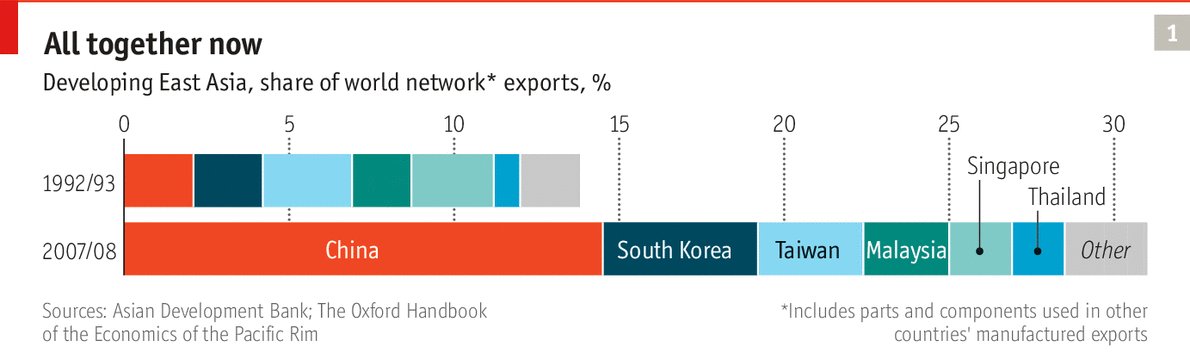 1
All together now
Developing East Asia, share of world network* exports, %
0 5 10 15 20 25 30
Singapore
Thailand
1992/93
2007/08 China South Korea Taiwan Malaysia Other
Sources: Asian Development Bank; The Oxford Handbook
of the Economics of the Pacific Rim
*Includes parts and components used in other
countries' manufactured exports